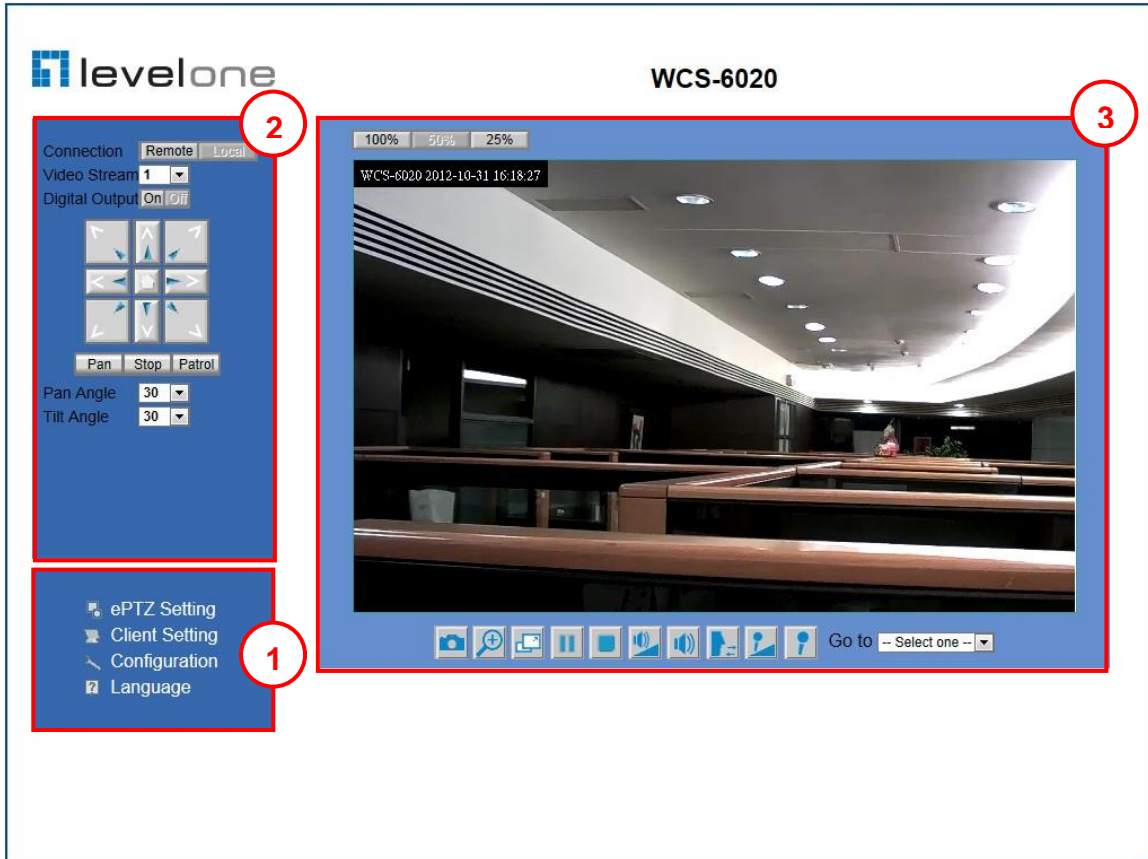 levelone
WCS-6020
2
3
Connection Remote Local
Video Stream 1
Digital Output On Off
Pan Stop Patrol
Pan Angle 30
Tilt Angle 30
100% 50% 25%
WCS-6020 2012-10-31 16:18:27
ePTZ Setting
Client Setting
Configuration
Language
1
Go to -- Select one --